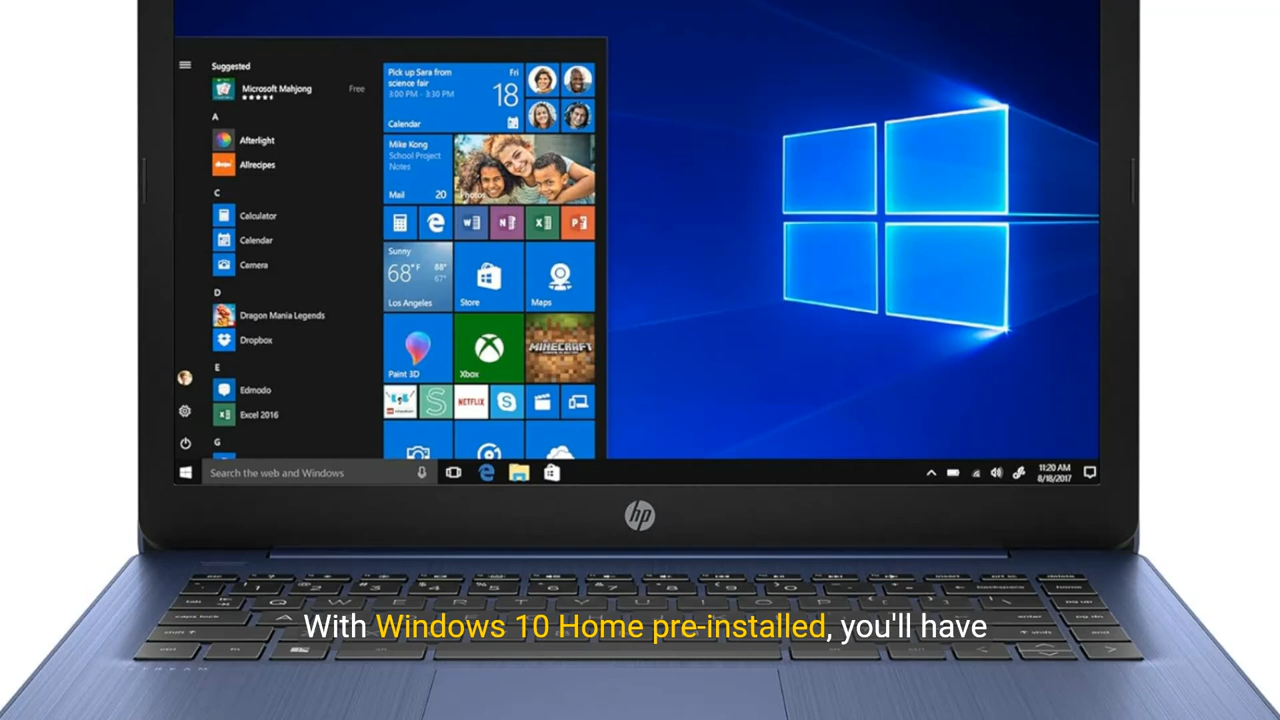 Suggested
Microsoft Mahjong
Free
A
Afterlight
Allrecipes
C
Calculator
Calendar
Camera
D
Dragon Mania Legends
Dropbox
E
Edmodo
Excel 2016
G
Pick up Sara from
science fair
3:00 PM - 3:30 PM
Fri
18
Calendar
Mike Kong
School Project
Notes
Mail 20
Photos
Sunny
68°F 88°
67°
Los Angeles
Store
Maps
Paint 3D
Xbox
MINECRAFT
NETFLIX
Search the web and Windows
11:20 AM
8/18/2017
hp
With Windows 10 Home pre-installed, you'll have
STREAM